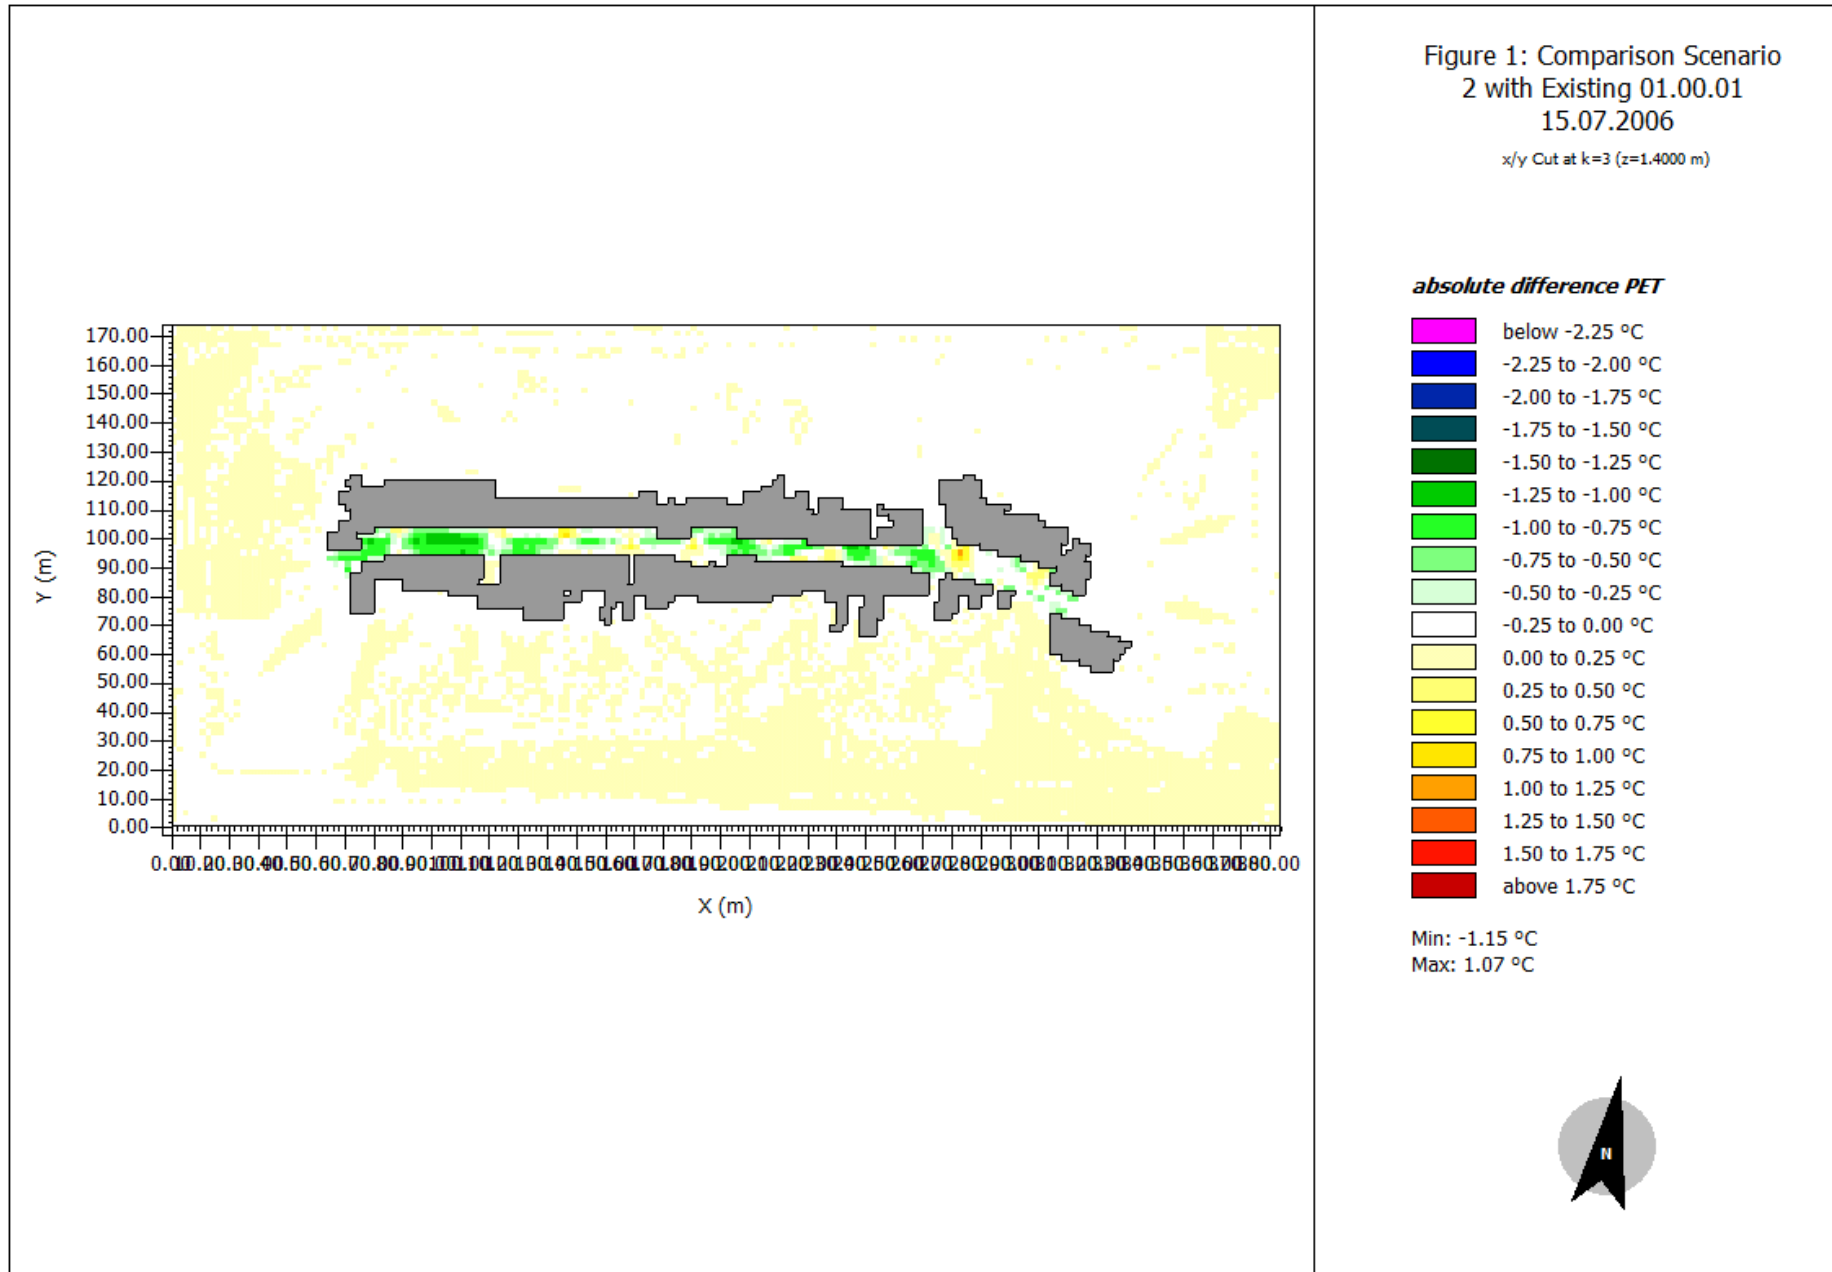 Figure 1: Comparison Scenario
2 with Existing 01.00.01
15.07.2006
x/y Cut at k=3 (z=1.4000 m)
absolute difference PET
below -2.25 °C
-2.25 to -2.00 °C
-2.00 to -1.75 °C
-1.75 to -1.50 °C
-1.50 to -1.25 °C
-1.25 to -1.00 °C
-1.00 to -0.75 °C
-0.75 to -0.50 °C
-0.50 to -0.25 °C
-0.25 to 0.00 °C
0.00 to 0.25 °C
0.25 to 0.50 °C
0.50 to 0.75 °C
0.75 to 1.00 °C
1.00 to 1.25 °C
1.25 to 1.50 °C
1.50 to 1.75 °C
above 1.75 °C
Min: -1.15 °C
Max: 1.07 °C
N
170.00
160.00
150.00
140.00
130.00
120.00
110.00
100.00
90.00
80.00
70.00
60.00
50.00
40.00
30.00
20.00
10.00
0.00
Y (m)
X (m)